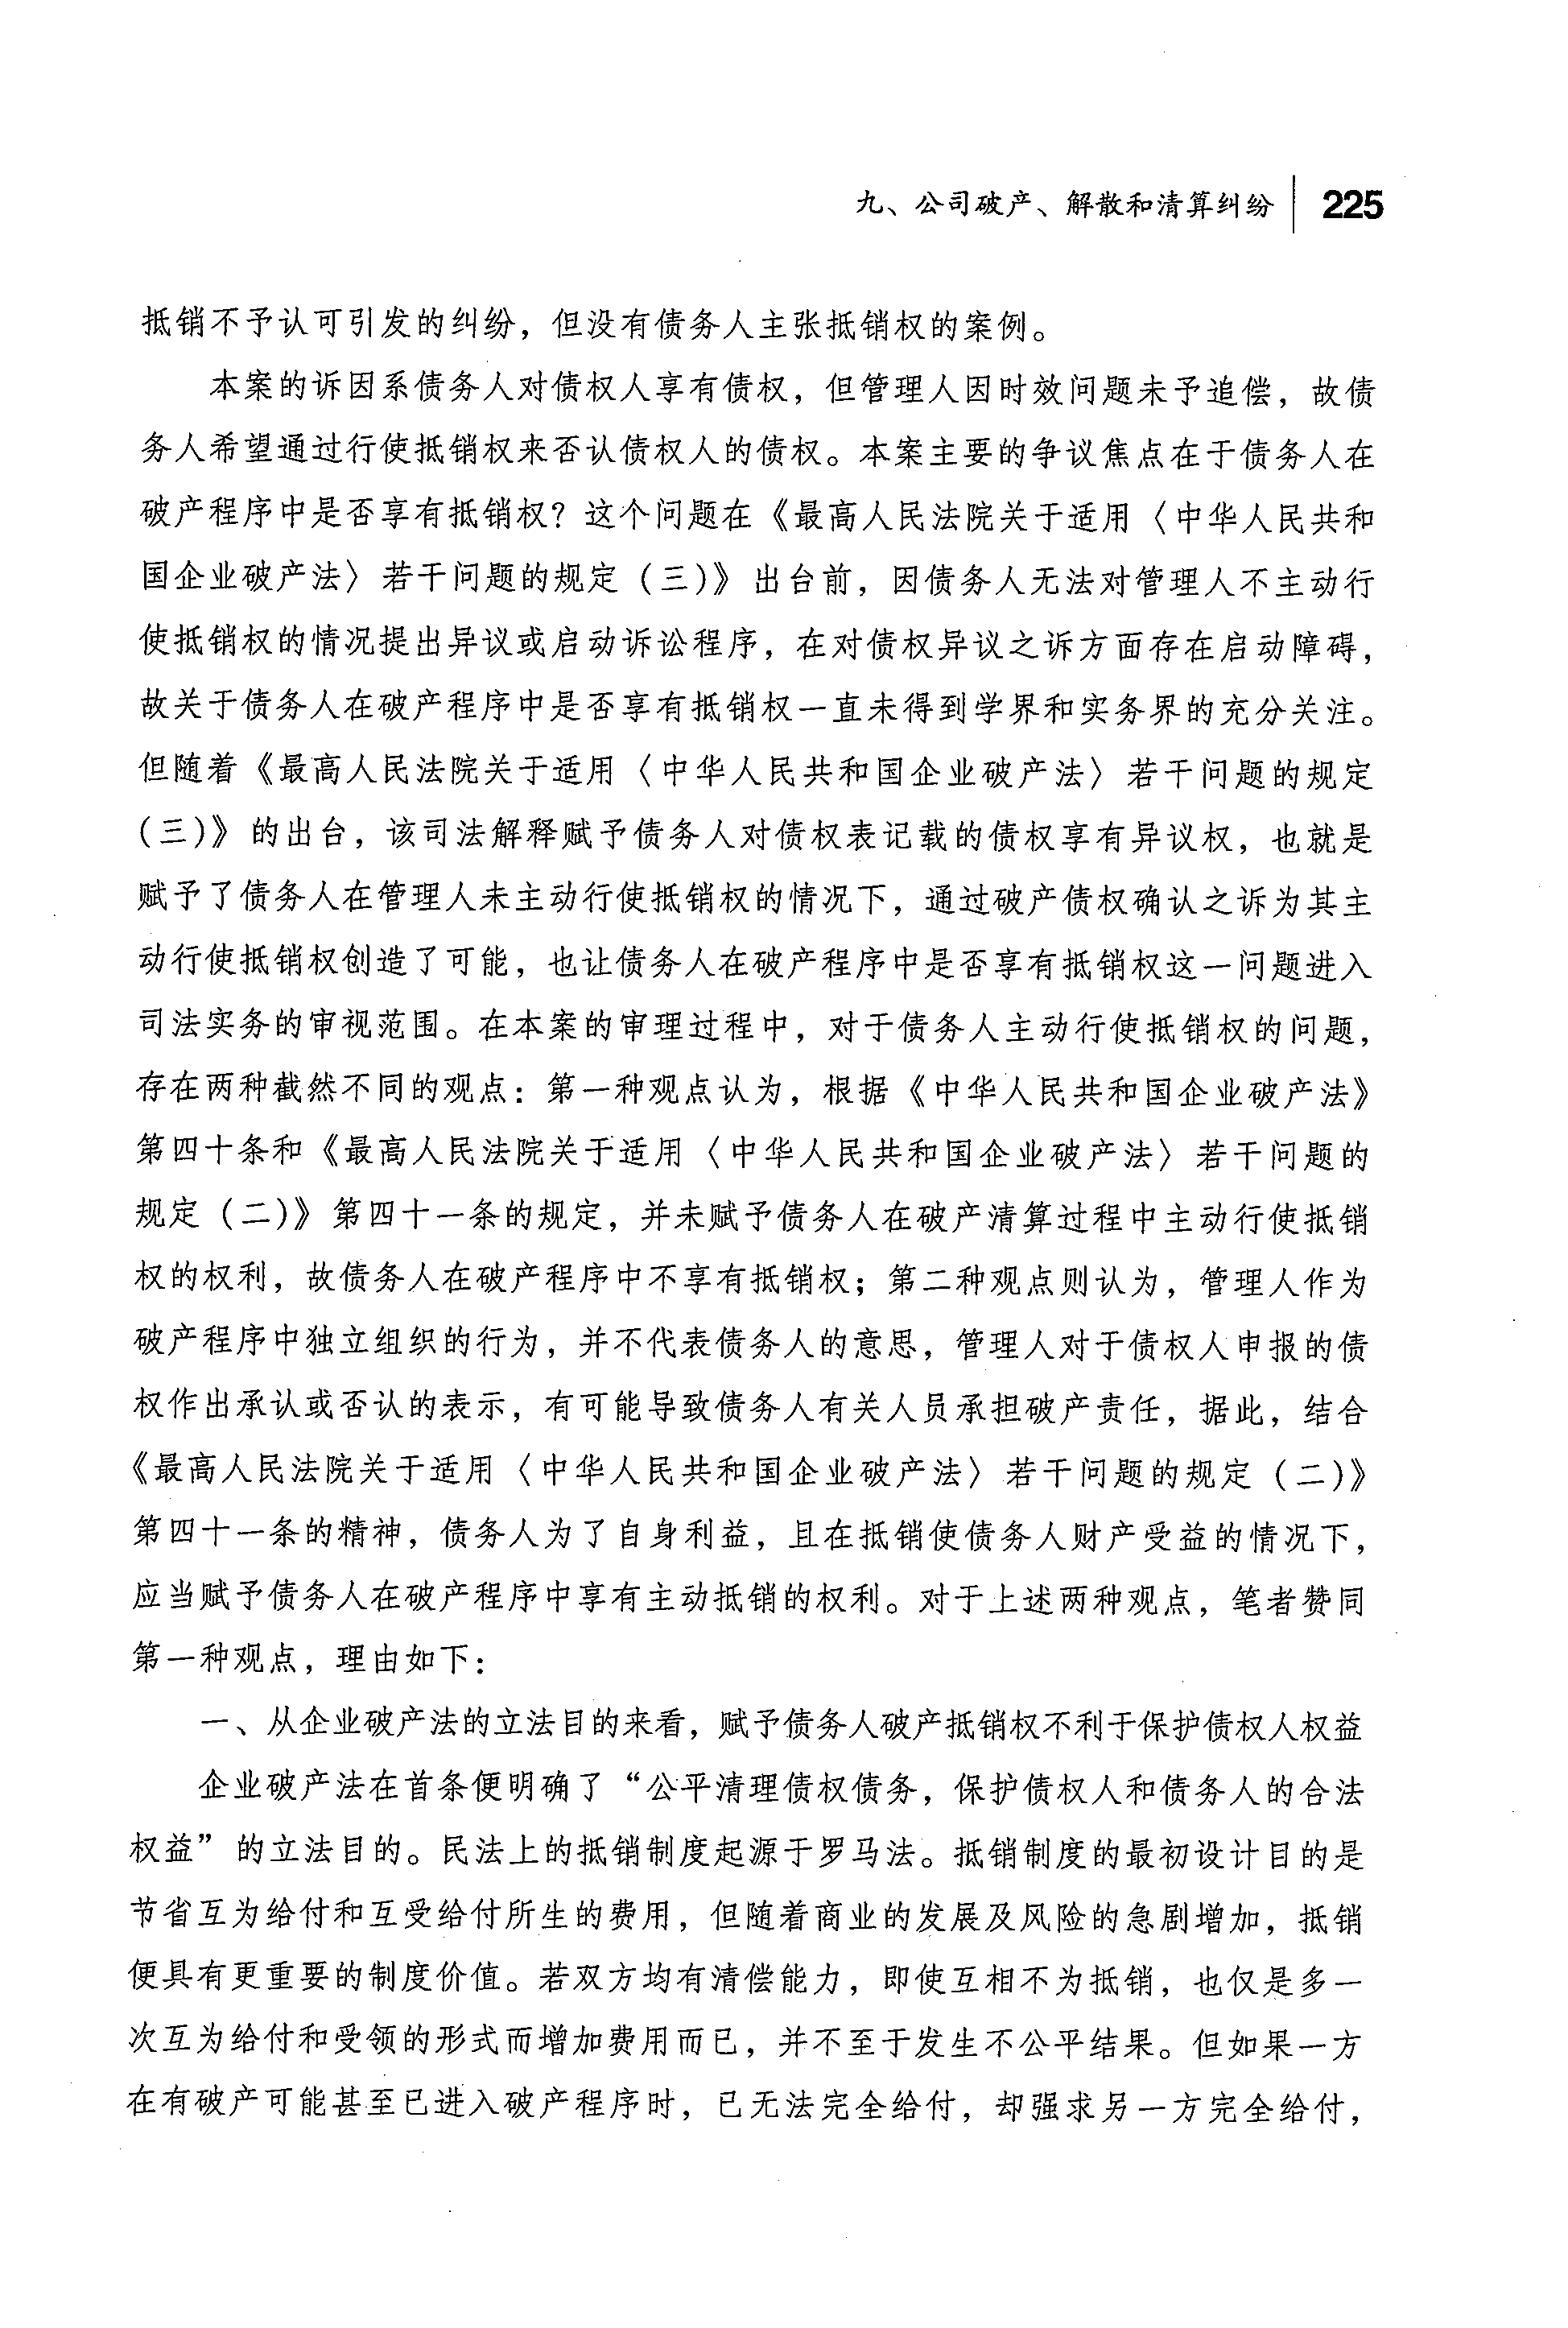 九、公司破产、解散和清算纠纷 225
抵销不予认可引发的纠纷，但没有债务人主张抵销权的案例。
本案的诉因系债务人对债权人享有债权，但管理人因时效问题未予追偿，故债
务人希望通过行使抵销权来否认债权人的债权。本案主要的争议焦点在于债务人在
破产程序中是否享有抵销权？这个问题在《最高人民法院关于适用〈中华人民共和
国企业破产法〉若干问题的规定（三）》出台前，因债务人无法对管理人不主动行
使抵销权的情况提出异议或启动诉讼程序，在对债权异议之诉方面存在启动障碍，
故关于债务人在破产程序中是否享有抵销权一直未得到学界和实务界的充分关注。
但随着《最高人民法院关于适用〈中华人民共和国企业破产法〉若干问题的规定
（三）》的出台，该司法解释赋予债务人对债权表记载的债权享有异议权，也就是
赋予了债务人在管理人未主动行使抵销权的情况下，通过破产债权确认之诉为其主
动行使抵销权创造了可能，也让债务人在破产程序中是否享有抵销权这一问题进入
司法实务的审视范围。在本案的审理过程中，对于债务人主动行使抵销权的问题，
存在两种截然不同的观点：第一种观点认为，根据《中华人民共和国企业破产法》
第四十条和《最高人民法院关于适用〈中华人民共和国企业破产法〉若干问题的
规定（二）》第四十一条的规定，并未赋予债务人在破产清算过程中主动行使抵销
权的权利，故债务人在破产程序中不享有抵销权；第二种观点则认为，管理人作为
破产程序中独立组织的行为，并不代表债务人的意思，管理人对于债权人申报的债
权作出承认或否认的表示，有可能导致债务人有关人员承担破产责任，据此，结合
《最高人民法院关于适用〈中华人民共和国企业破产法〉若干问题的规定（二）》
第四十一条的精神，债务人为了自身利益，且在抵销使债务人财产受益的情况下，
应当赋予债务人在破产程序中享有主动抵销的权利。对于上述两种观点，笔者赞同
第一种观点，理由如下：
一、从企业破产法的立法目的来看，赋予债务人破产抵销权不利于保护债权人权益
企业破产法在首条便明确了“公平清理债权债务，保护债权人和债务人的合法
权益”的立法目的。民法上的抵销制度起源于罗马法。抵销制度的最初设计目的是
节省互为给付和互受给付所生的费用，但随着商业的发展及风险的急剧增加，抵销
便具有更重要的制度价值。若双方均有清偿能力，即使互相不为抵销，也仅是多一
次互为给付和受领的形式而增加费用而已，并不至于发生不公平结果。但如果一方
在有破产可能甚至已进入破产程序时，已无法完全给付，却强求另一方完全给付，